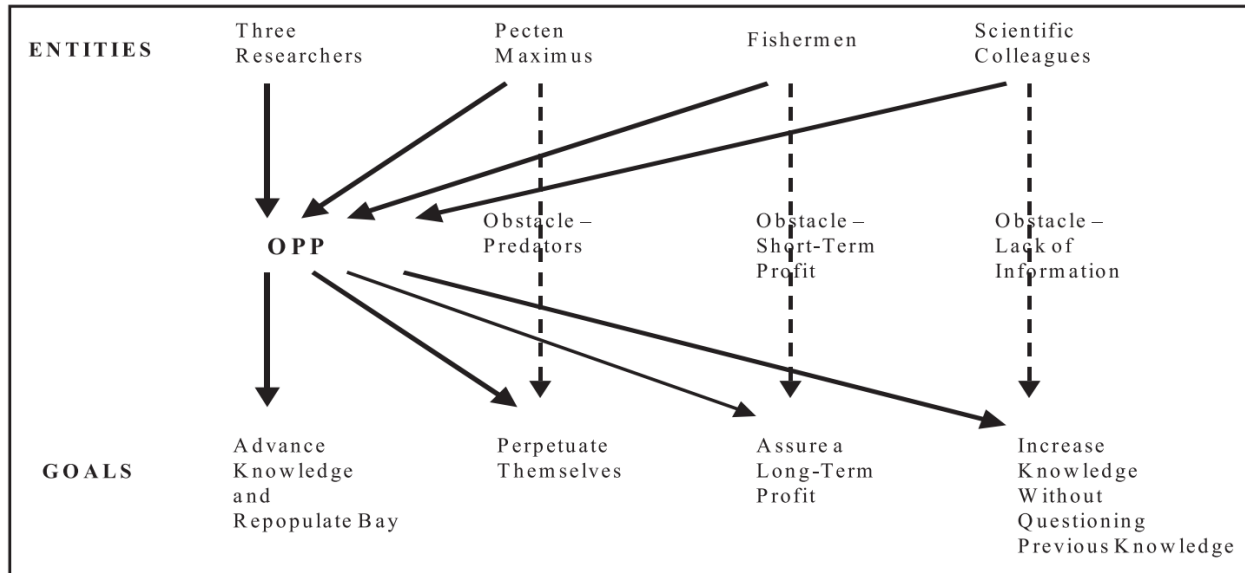 ENTITIES
Three
Researchers
Pecten
Maximus
Fishermen
Scientific
Colleagues
OPP
Obstacle –
Predators
Obstacle –
Short-Term
Profit
Obstacle –
Lack of
Information
GOALS
Advance
Knowledge
and
Repopulate Bay
Perpetuate
Themselves
Assure a
Long-Term
Profit
Increase
Knowledge
Without
Questioning
Previous Knowledge